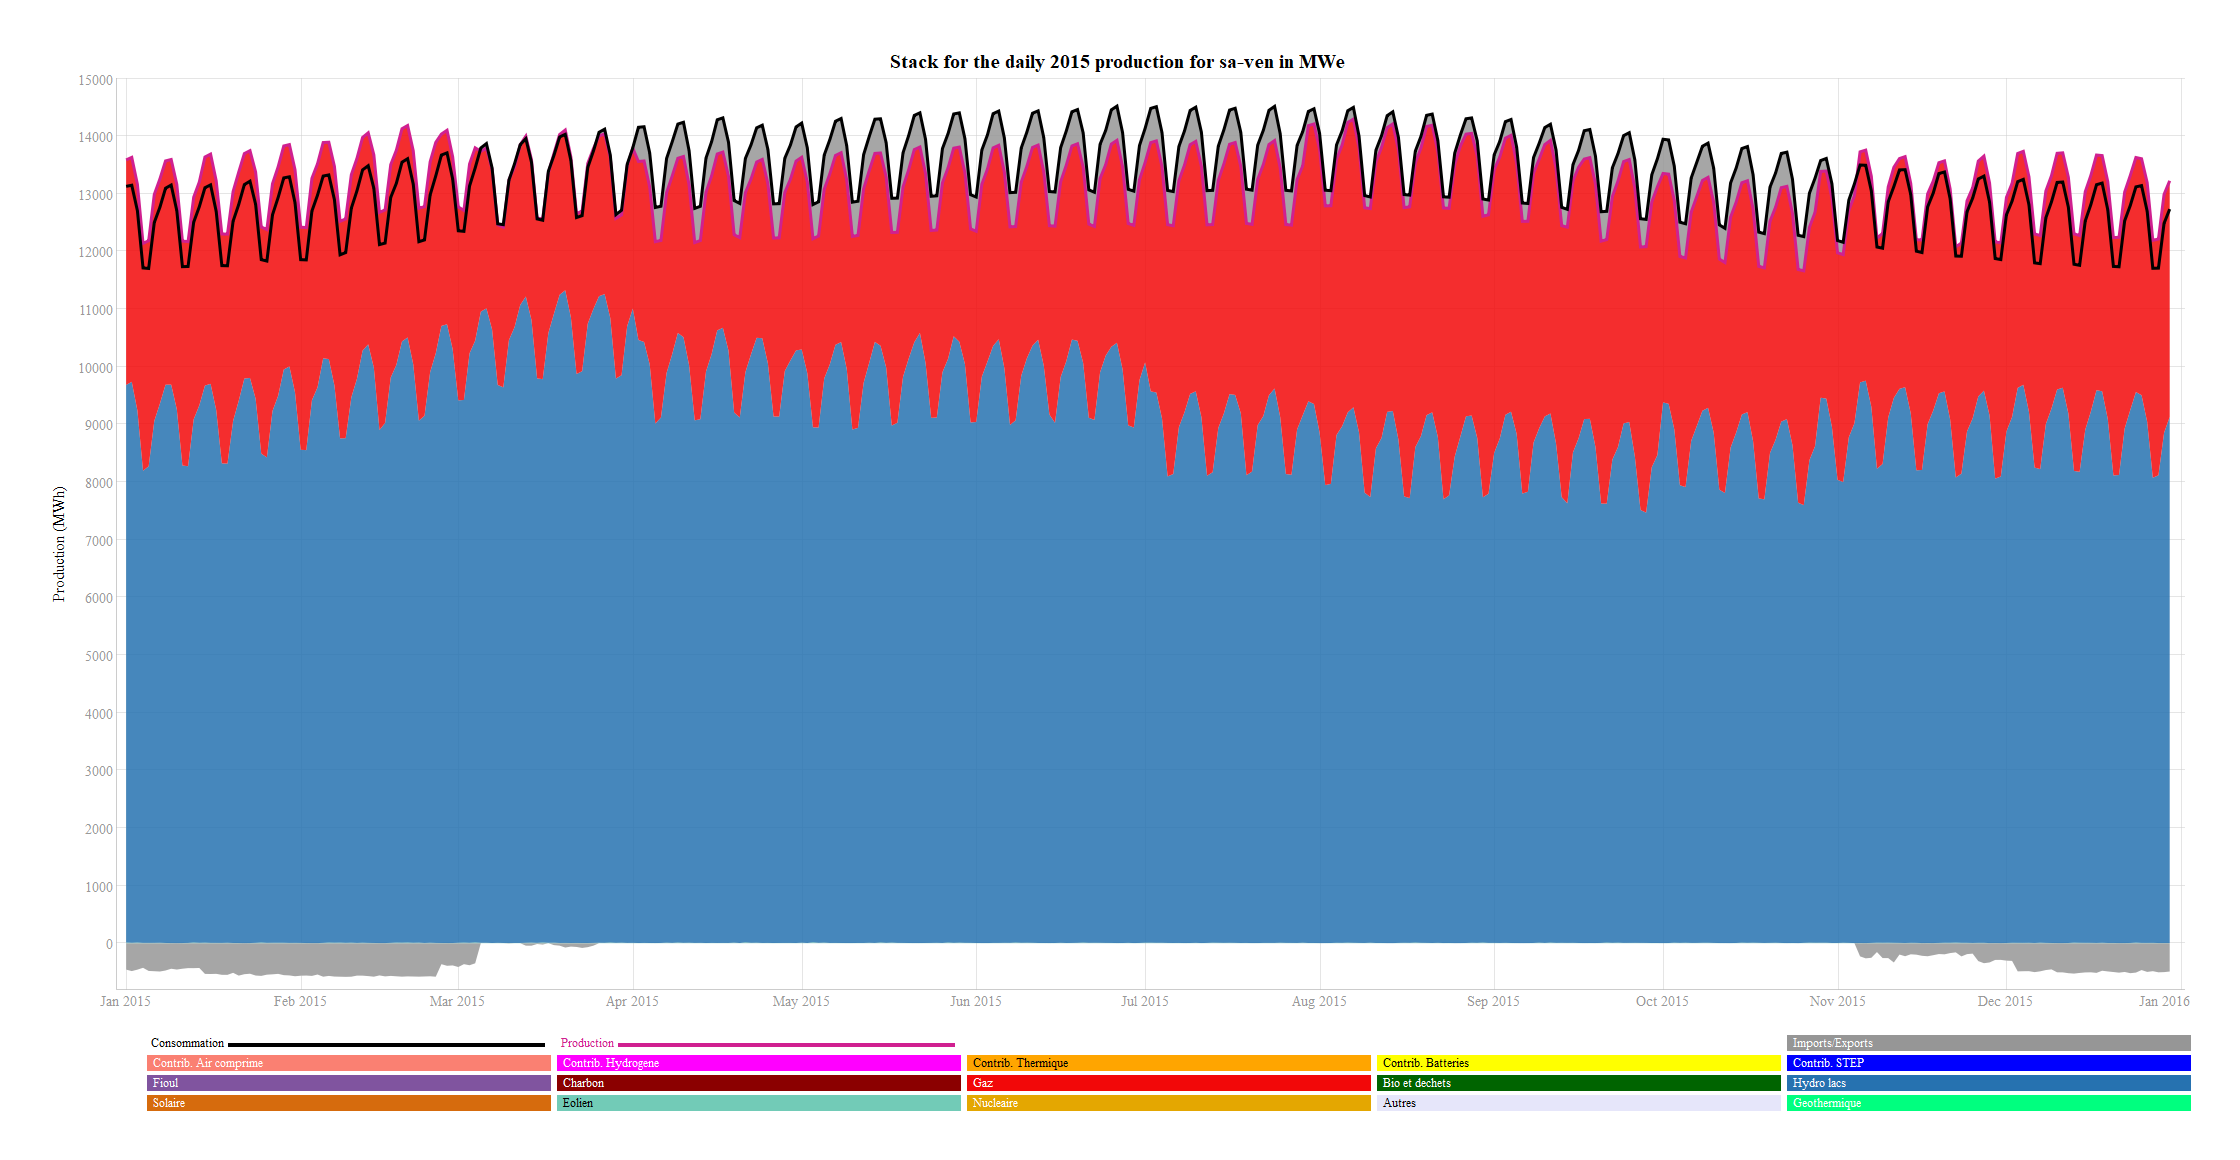 Stack for the daily 2015 production for sa-ven in MWe
15000
14000
13000
12000
11000
10000
9000
8000
7000
6000
5000
4000
3000
2000
1000
0
Production (MWh)
Jan 2015 Feb 2015 Mar 2015 Apr 2015 May 2015 Jun 2015 Jul 2015 Aug 2015 Sep 2015 Oct 2015 Nov 2015 Dec 2015 Jan 2016
Consommation Production Imports/Exports
Contrib. Air comprime Contrib. Hydrogene Contrib. Thermique Contrib. Batteries Contrib. STEP
Fioul Charbon Gaz Bio et dechets Hydro lacs
Solaire Eolien Nucleaire Autres Geothermique